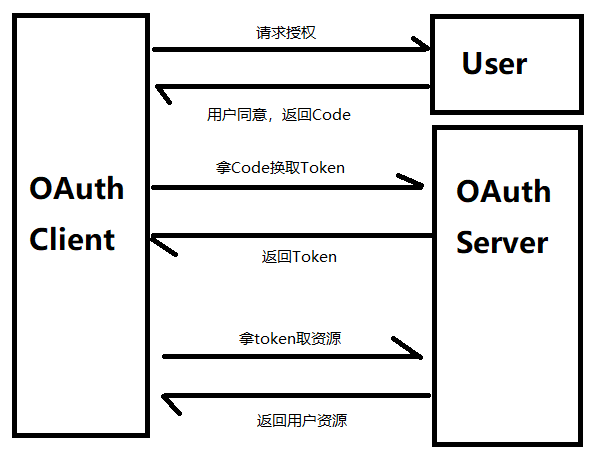 请求授权
User
用户同意，返回Code
OAuth
Client
拿Code换取Token
OAuth
Server
返回Token
拿token取资源
返回用户资源